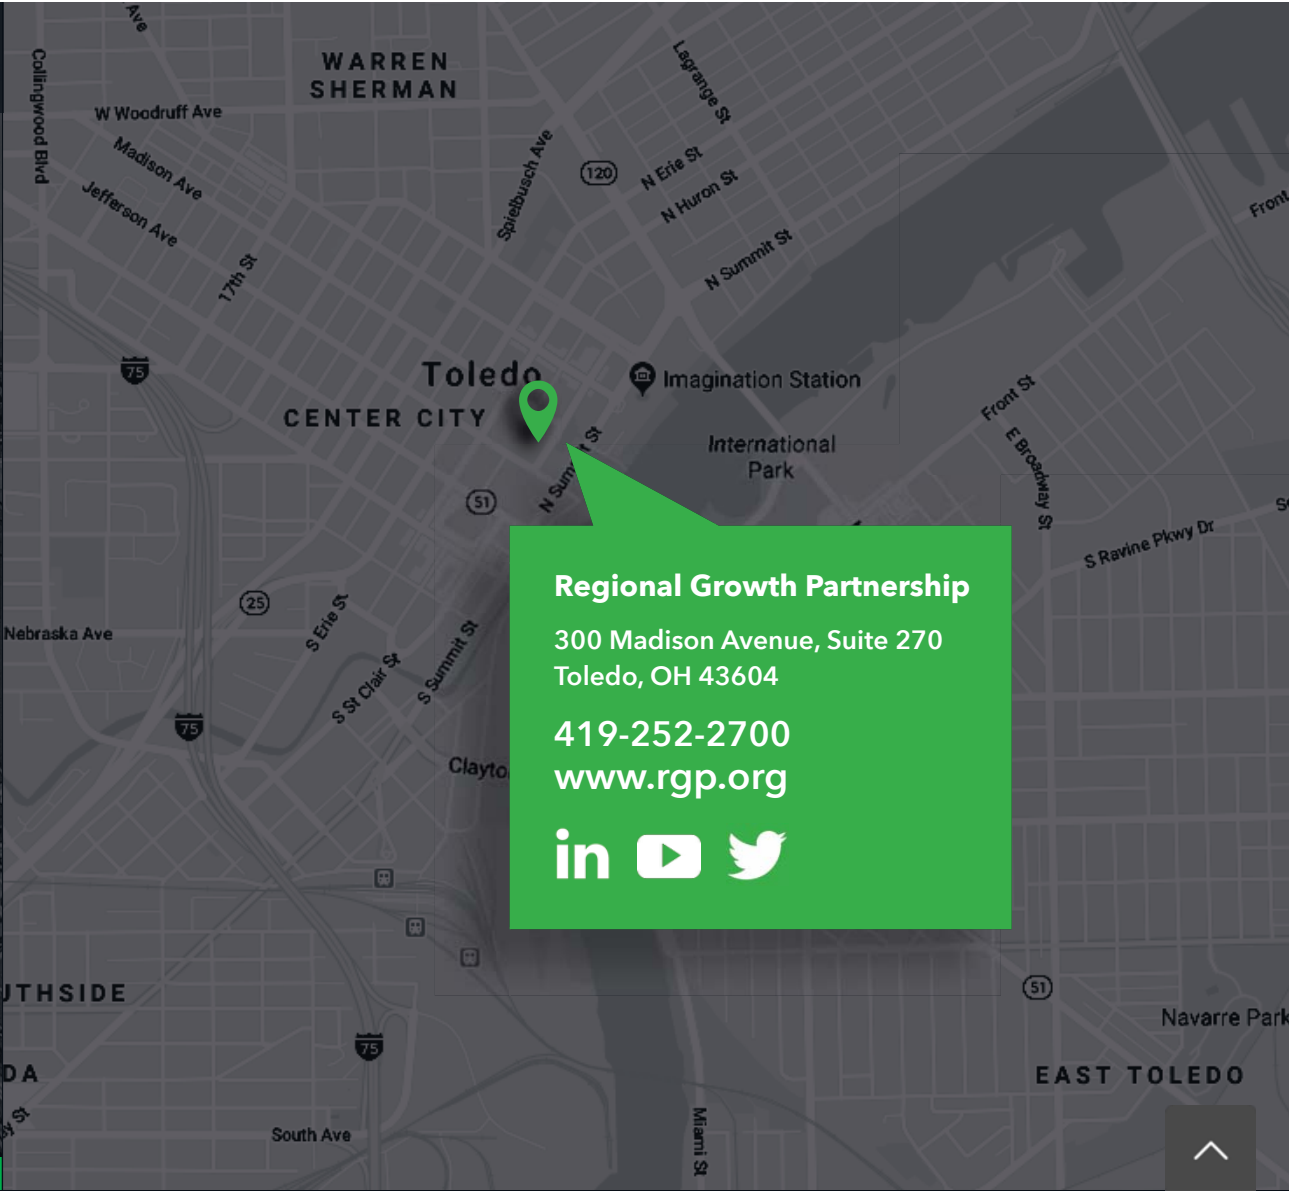 Ave
WARREN
SHERMAN
Collingwood Blvd
W Woodruff Ave
Madison Ave
Jefferson Ave
17th St
Spielbusch Ave
Lagrange St
120
N Erie St
N Huron St
N Summit St
Front
75
Toledo
CENTER CITY
Imagination Station
International
Park
Front St
E Broadway St
S Ravine Pkwy Dr
51
N Summit St
25
Nebraska Ave
S Erie St
S St Clair St
S Summit St
75
Clayto
Regional Growth Partnership
300 Madison Avenue, Suite 270
Toledo, OH 43604
419-252-2700
www.rgp.org
in
UTHSIDE
51
Navarre Park
75
DA
EAST TOLEDO
South Ave
Miami St